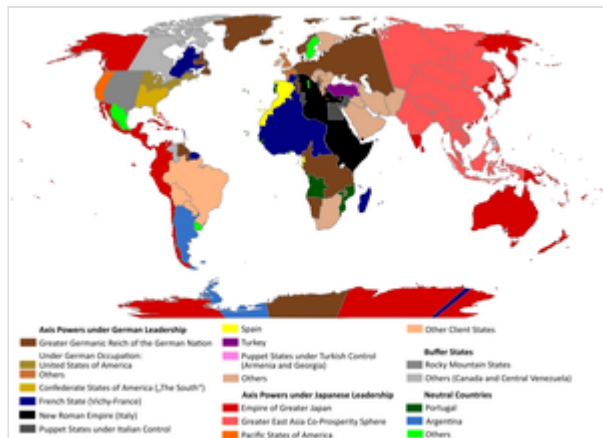 Axis Powers under German Leadership
Greater Germanic Reich of the German Nation
Under German Occupation:
United States of America
Others
Confederate States of America („The South")
French State (Vichy-France)
New Roman Empire (Italy)
Puppet States under Italian Control
Spain
Turkey
Puppet States under Turkish Control
(Armenia and Georgia)
Others
Axis Powers under Japanese Leadership
Empire of Greater Japan
Greater East Asia Co-Prosperity Sphere
Pacific States of America
Other Client States
Buffer States
Rocky Mountain States
Others (Canada and Central Venezuela)
Neutral Countries
Portugal
Argentina
Others